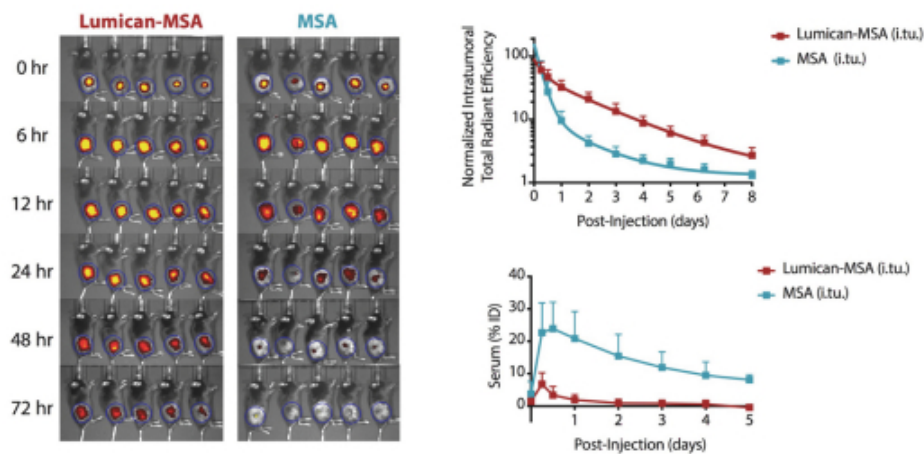 Lumican-MSA MSA
0 hr
6 hr
12 hr
24 hr
48 hr
72 hr
Normalized Intratumoral
Total Radiant Efficiency
100
10
1
0 1 2 3 4 5 6 7 8
Post-Injection (days)
Lumican-MSA (i.tu.)
MSA (i.tu.)
Serum (% ID)
40
30
20
10
0
1 2 3 4 5
Post-Injection (days)
Lumican-MSA (i.tu.)
MSA (i.tu.)